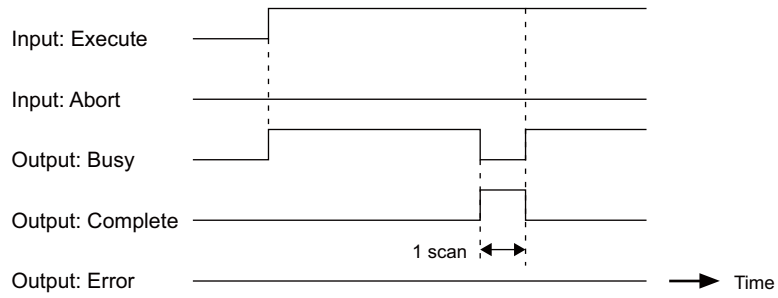 Input: Execute
Input: Abort
Output: Busy
Output: Complete
1 scan
Output: Error
Time